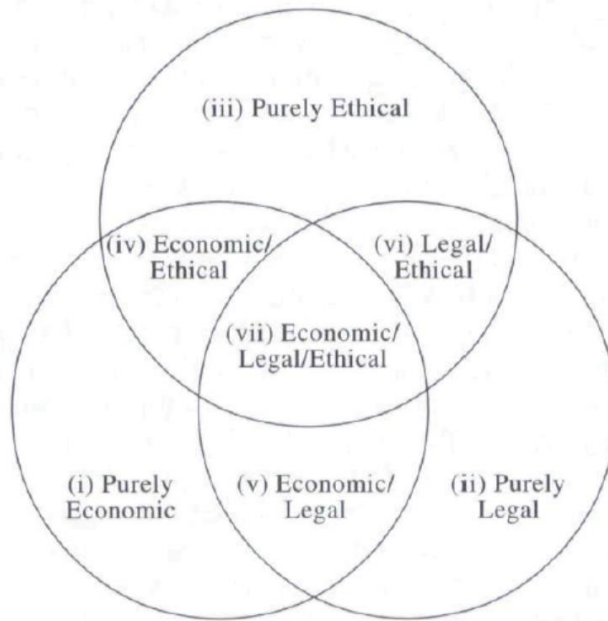 (iii) Purely Ethical
(iv) Economic/
Ethical
(vi) Legal/
Ethical
(vii) Economic/
Legal/Ethical
(i) Purely
Economic
(v) Economic/
Legal
(ii) Purely
Legal